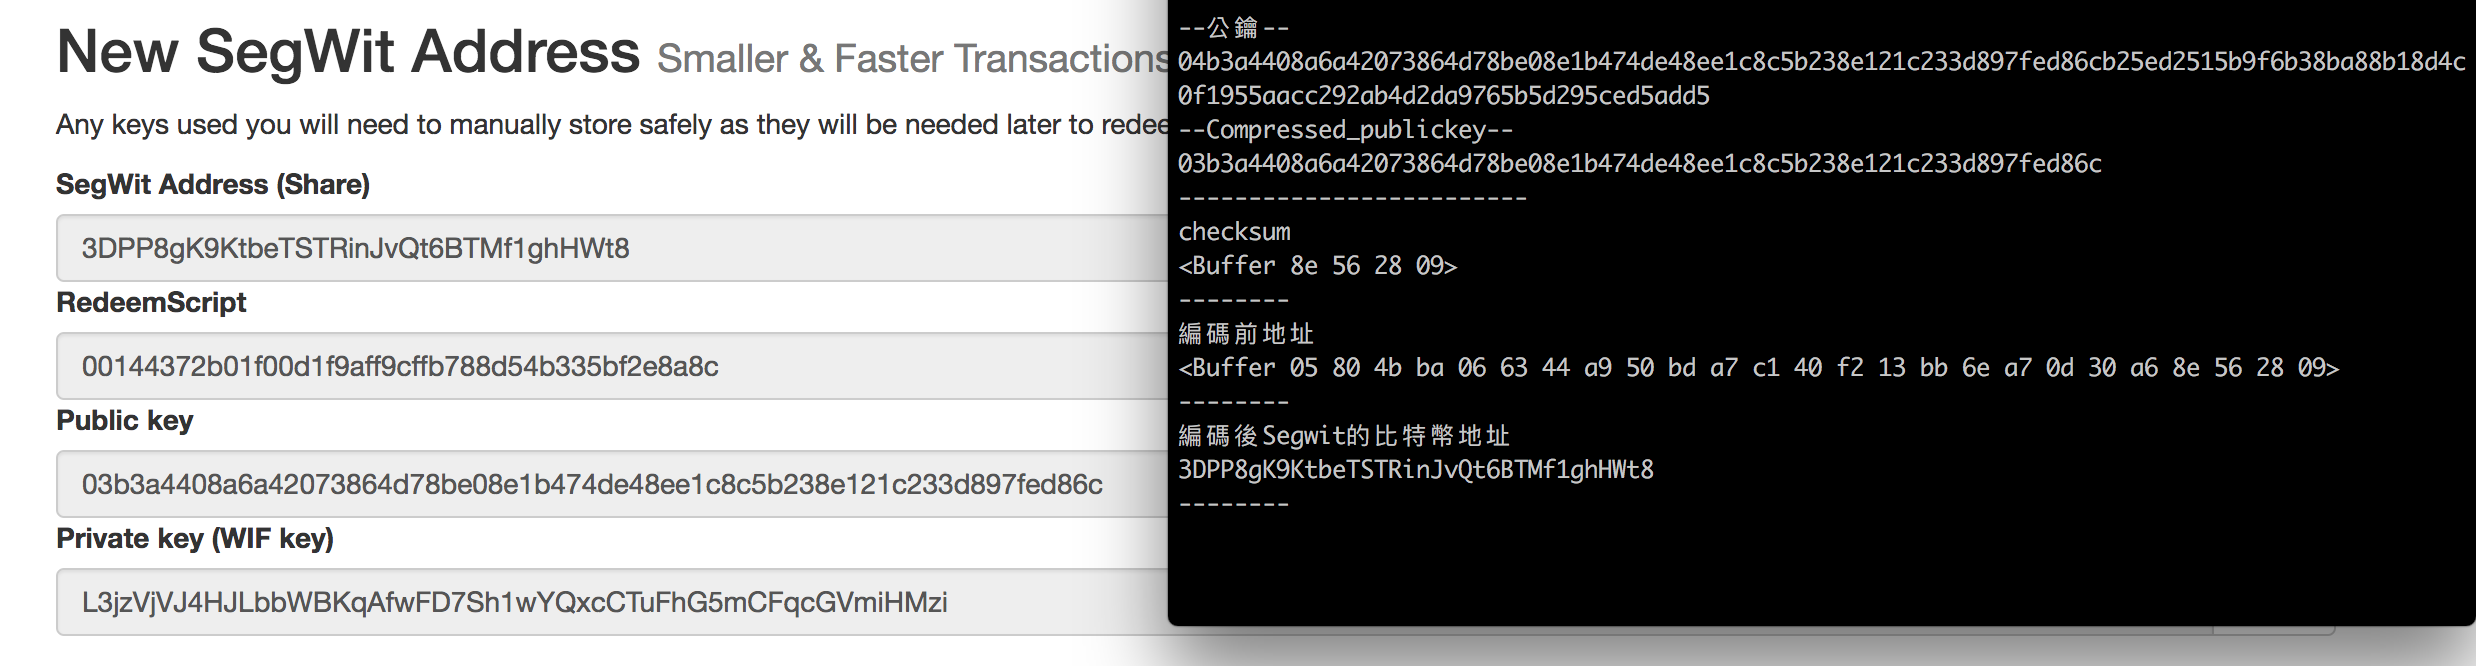 New SegWit Address Smaller & Faster Transactions
Any keys used you will need to manually store safely as they will be needed later to redee
SegWit Address (Share)
3DPP8gK9KtbeTSTRinJvQt6BTMf1ghHWt8
RedeemScript
00144372b01f00d1f9aff9cffb788d54b335bf2e8a8c
Public key
03b3a4408a6a42073864d78be08e1b474de48ee1c8c5b238e121c233d897fed86c
Private key (WIF key)
L3jzVjVJ4HJLbbWBKqAfwFD7Sh1wYQxcCTuFhG5mCFqcGVmiHMzi
--公鑰--
04b3a4408a6a42073864d78be08e1b474de48ee1c8c5b238e121c233d897fed86cb25ed2515b9f6b38ba88b18d4c
0f1955aacc292ab4d2da9765b5d295ced5add5
--Compressed_publickey--
03b3a4408a6a42073864d78be08e1b474de48ee1c8c5b238e121c233d897fed86c
-------------------------
checksum
<Buffer 8e 56 28 09>
--------
編碼前地址
<Buffer 05 80 4b ba 06 63 44 a9 50 bd a7 c1 40 f2 13 bb 6e a7 0d 30 a6 8e 56 28 09>
--------
編碼後Segwit的比特幣地址
3DPP8gK9KtbeTSTRinJvQt6BTMf1ghHWt8
--------